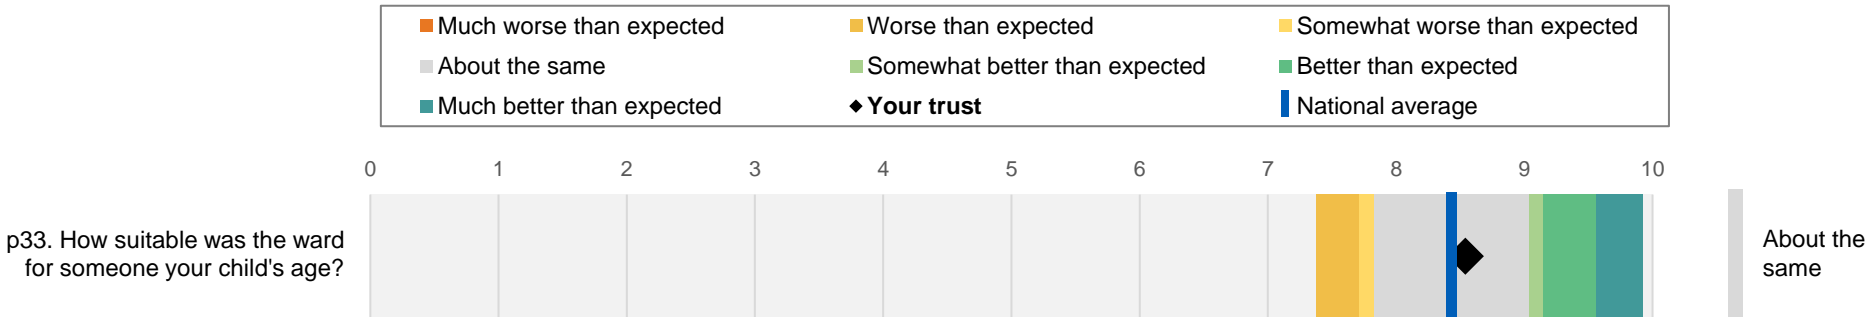 Much worse than expected
Worse than expected
Somewhat worse than expected
About the same
Somewhat better than expected
Better than expected
Much better than expected
Your trust
National average
0 1 2 3 4 5 6 7 8 9 10
p33. How suitable was the ward
for someone your child's age?
About the
same